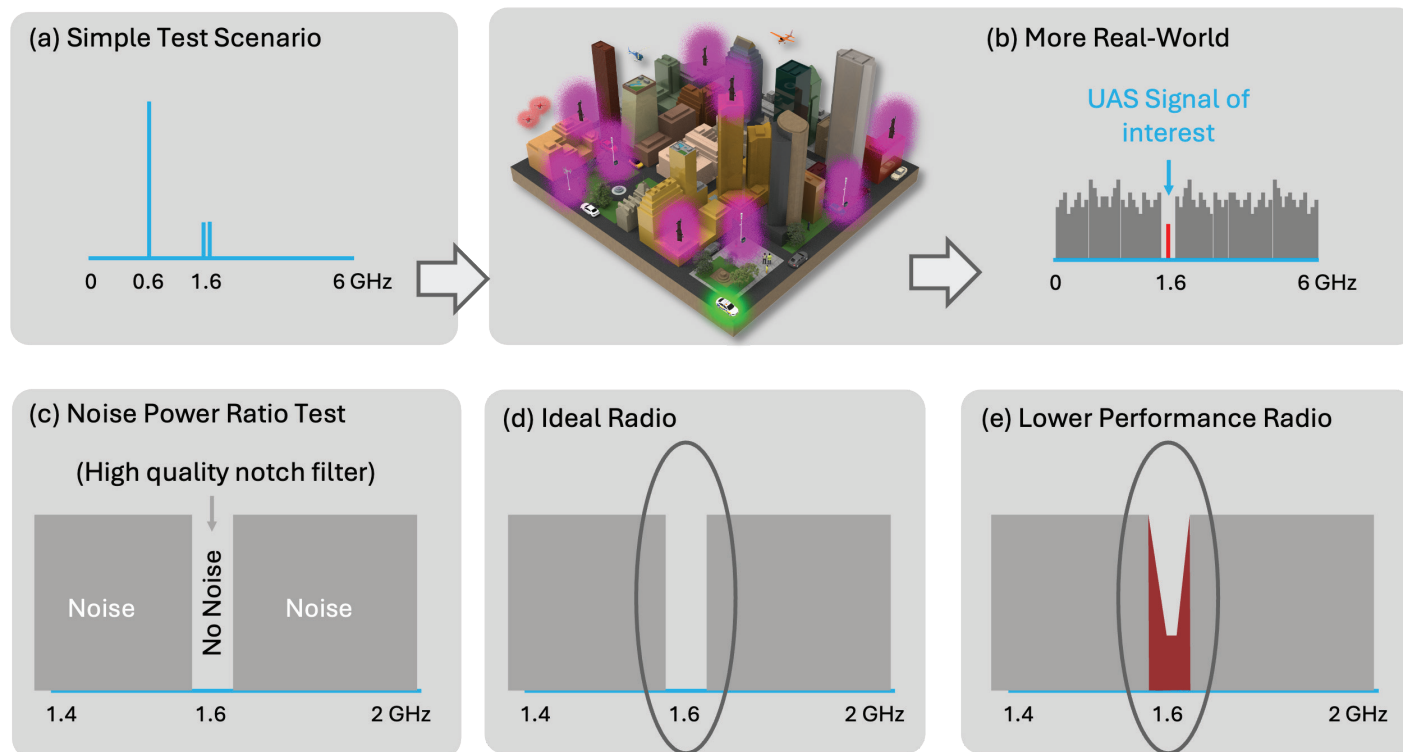 (a) Simple Test Scenario
0 0.6 1.6 6 GHz
(b) More Real-World
UAS Signal of
interest
0 1.6 6 GHz
(c) Noise Power Ratio Test
(High quality notch filter)
Noise
No Noise
Noise
1.4 1.6 2 GHz
(d) Ideal Radio
1.4 1.6 2 GHz
(e) Lower Performance Radio
1.4 1.6 2 GHz